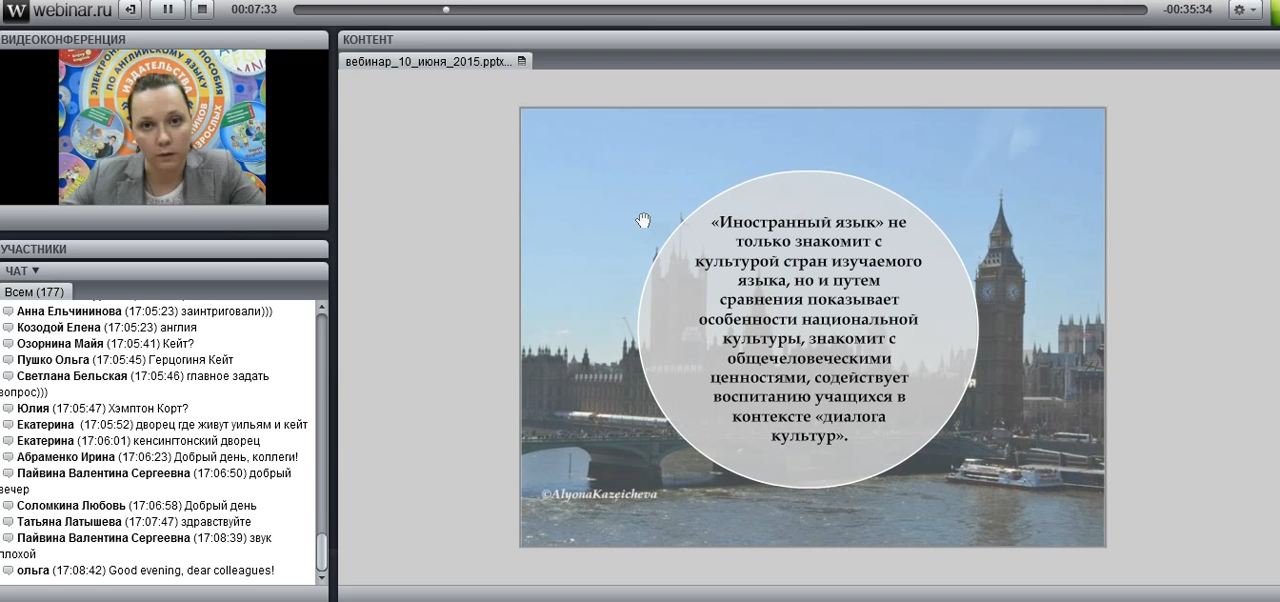 W webinar.ru 00:07:33 -00:35:34
ВИДЕОКОНФЕРЕНЦИЯ
ЭЛЕКТРОННЫЕ ПОСОБИЯ
ПО АНГЛИЙСКОМУ ЯЗЫКУ
ИЗДАТЕЛЬСТВА
УЧАСТНИКИ
ЧАТ ▼
Всем (177)
Анна Ельчининова (17:05:23) заинтриговали)))
Козодой Елена (17:05:23) англия
Озорнина Майя (17:05:41) Кейт?
Пушко Ольга (17:05:45) Герцогиня Кейт
Светлана Бельская (17:05:46) главное задать
вопрос)))
Юлия (17:05:47) Хэмптон Корт?
Екатерина (17:05:52) дворец где живут уильям и кейт
Екатерина (17:06:01) кенсингтонский дворец
Абраменко Ирина (17:06:23) Добрый день, коллеги!
Пайвина Валентина Сергеевна (17:06:50) добрый
вечер
Соломкина Любовь (17:06:58) Добрый день
Татьяна Латышева (17:07:47) здравствуйте
Пайвина Валентина Сергеевна (17:08:39) звук
плохой
ольга (17:08:42) Good evening, dear colleagues!
КОНТЕНТ
вебинар_10_июня_2015.pptx...
«Иностранный язык» не
только знакомит с
культурой стран изучаемого
языка, но и путем
сравнения показывает
особенности национальной
культуры, знакомит с
общечеловеческими
ценностями, содействует
воспитанию учащихся в
контексте «диалога
культур».
©AlyonaKazeicheva